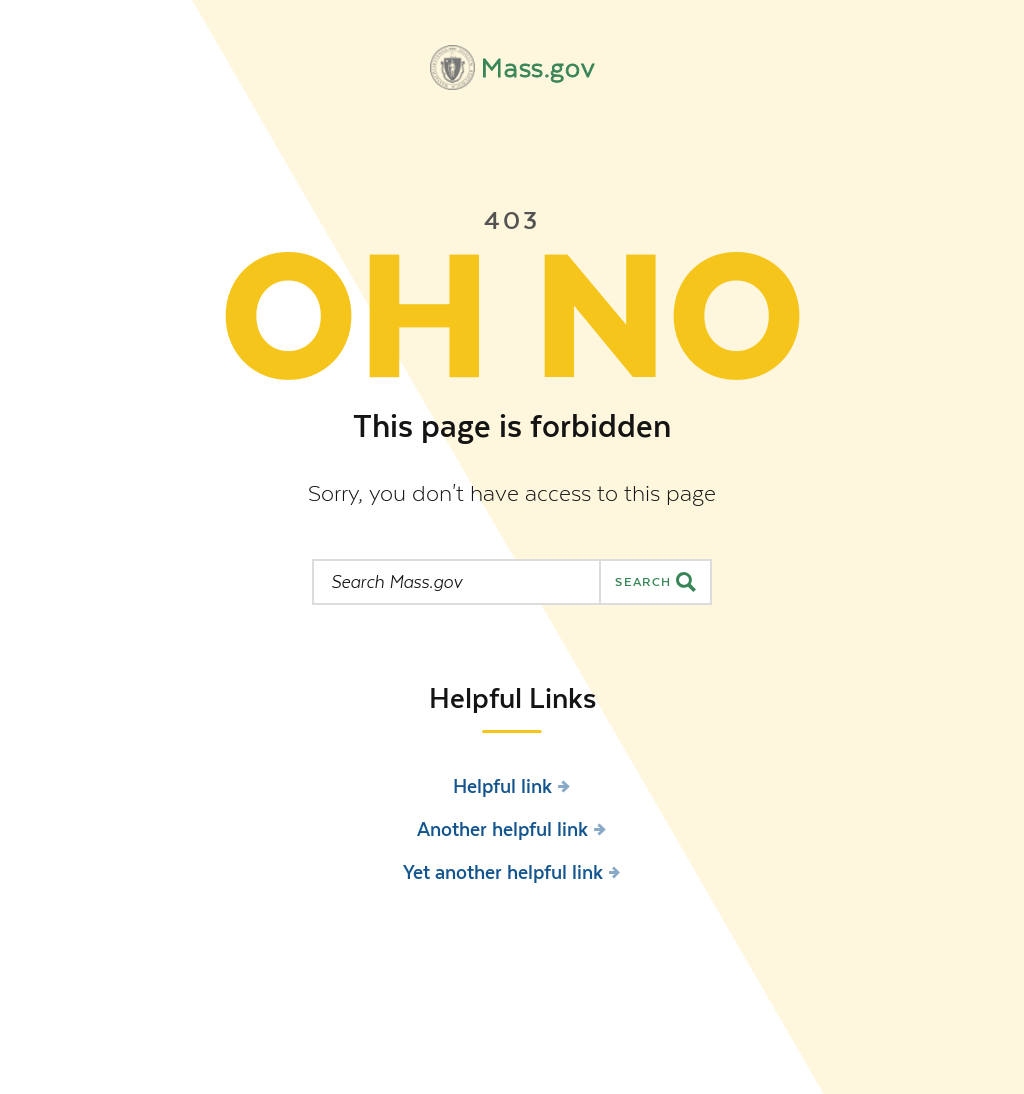 Mass.gov
403
OH NO
This page is forbidden
Sorry, you don't have access to this page
Search Mass.gov
SEARCH
Helpful Links
Helpful link
Another helpful link
Yet another helpful link